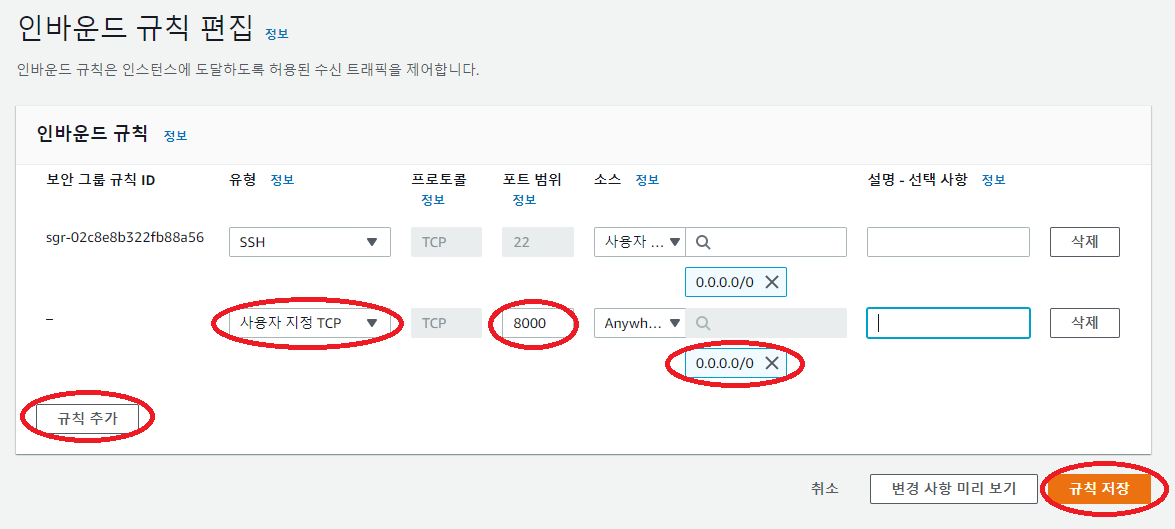 인바운드 규칙 편집 정보
인바운드 규칙은 인스턴스에 도달하도록 허용된 수신 트래픽을 제어합니다.
인바운드 규칙 정보
보안 그룹 규칙 ID 유형 정보 프로토콜 포트 범위 소스 정보 설명 - 선택 사항 정보
정보 정보
sgr-02c8e8b322fb88a56 SSH TCP 22 사용자 ... 삭제
0.0.0.0/0
– 사용자 지정 TCP TCP 8000 Anywh... 삭제
0.0.0.0/0
규칙 추가
취소 변경 사항 미리 보기 규칙 저장